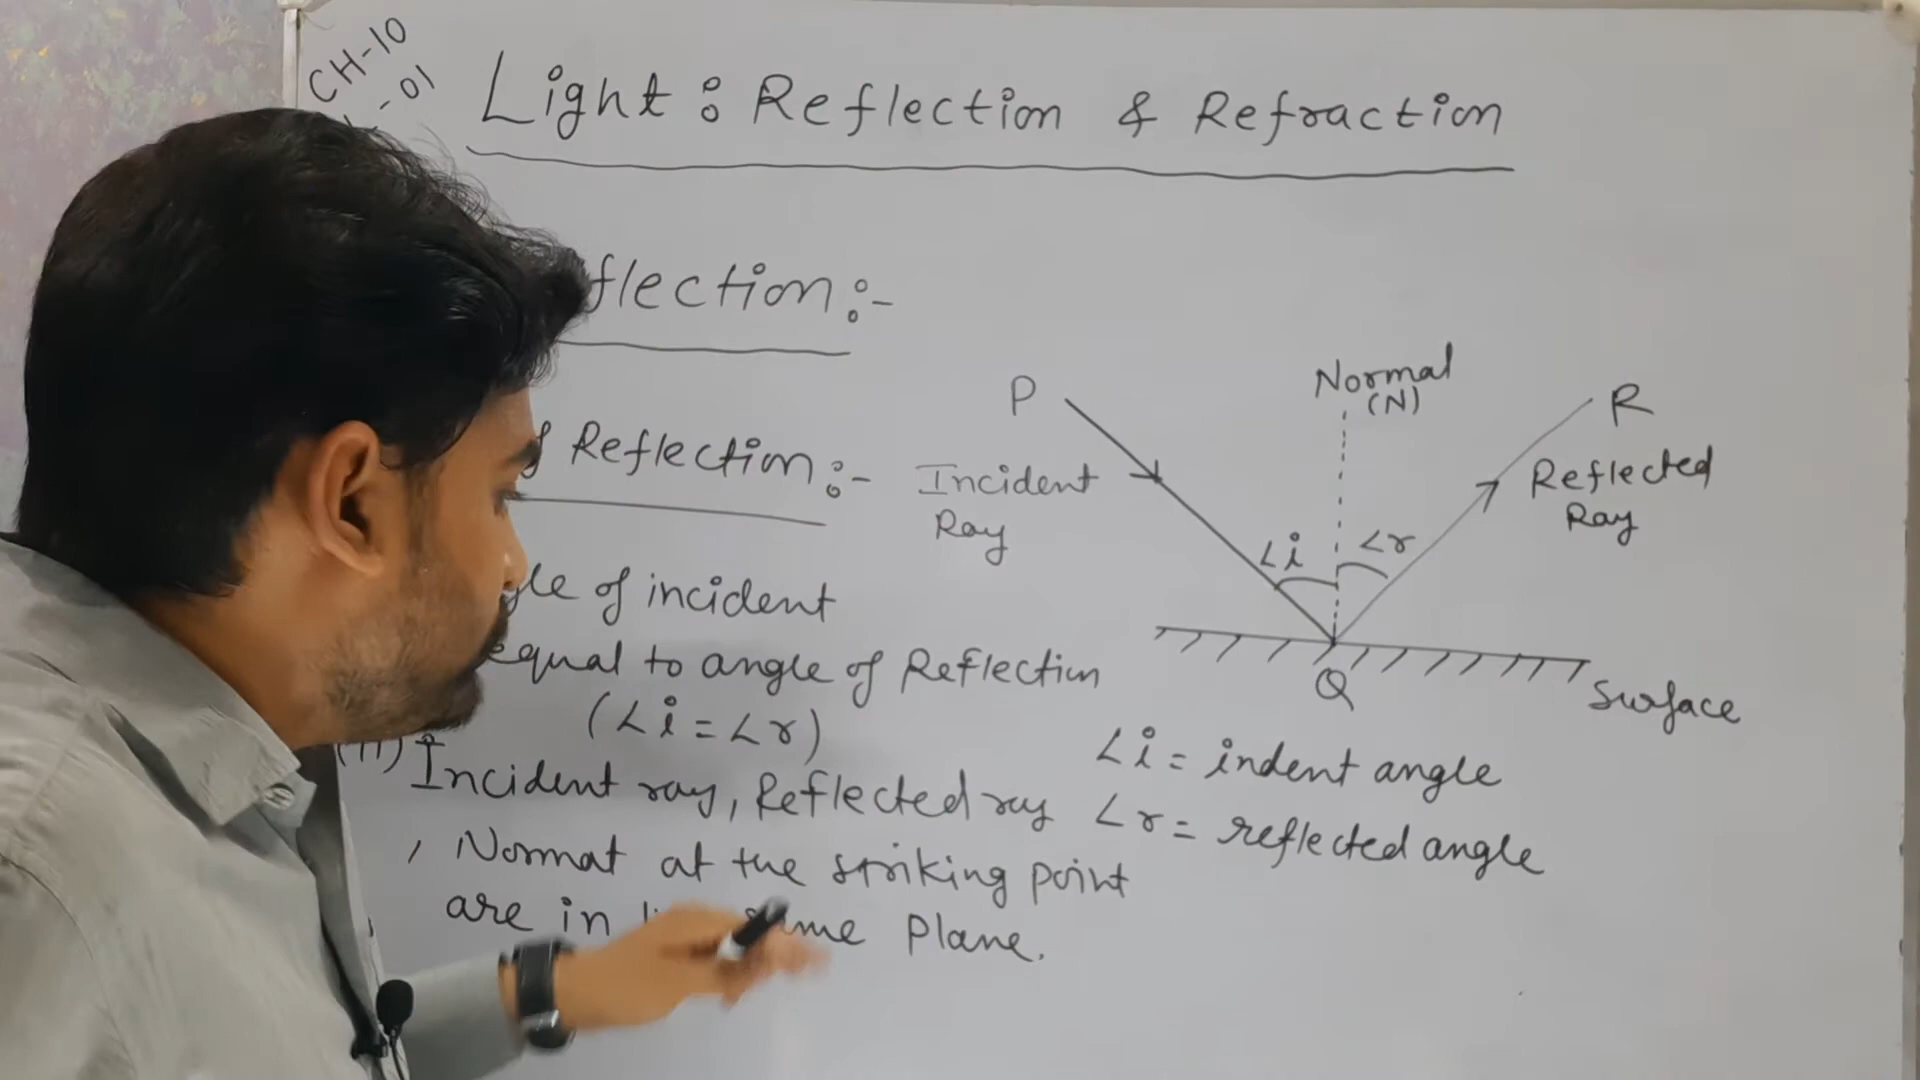 CH-10
-01
Light : Reflection & Refraction
flection :-
Reflection :-
of incident
equal to angle of Reflection
(∠i = ∠r)
(ii) Incident ray, Reflected ray
, Normat at the striking point
are in same Plane.
P
Incident
Ray
Normal
(N)
R
Reflected
Ray
∠i
∠r
Q
Surface
∠i = indent angle
∠r = reflected angle